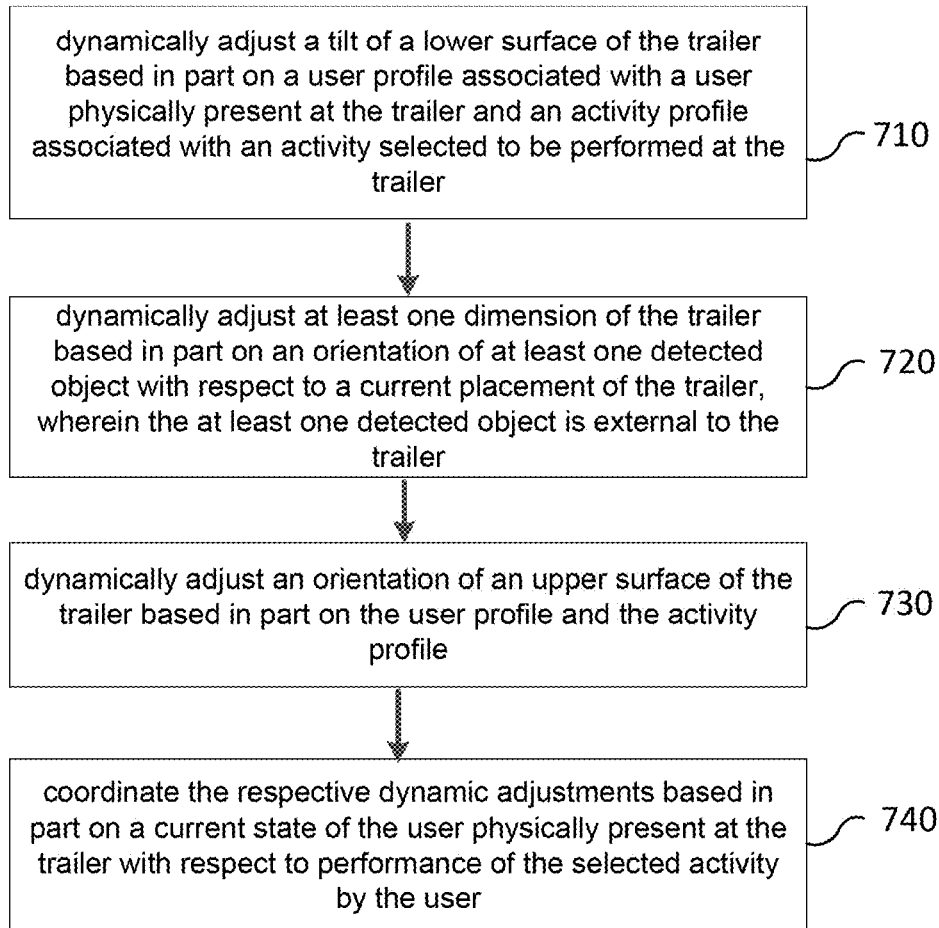 dynamically adjust a tilt of a lower surface of the trailer
based in part on a user profile associated with a user
physically present at the trailer and an activity profile
associated with an activity selected to be performed at the
trailer
710
dynamically adjust at least one dimension of the trailer
based in part on an orientation of at least one detected
object with respect to a current placement of the trailer,
wherein the at least one detected object is external to the
trailer
720
dynamically adjust an orientation of an upper surface of the
trailer based in part on the user profile and the activity
profile
730
coordinate the respective dynamic adjustments based in
part on a current state of the user physically present at the
trailer with respect to performance of the selected activity
by the user
740